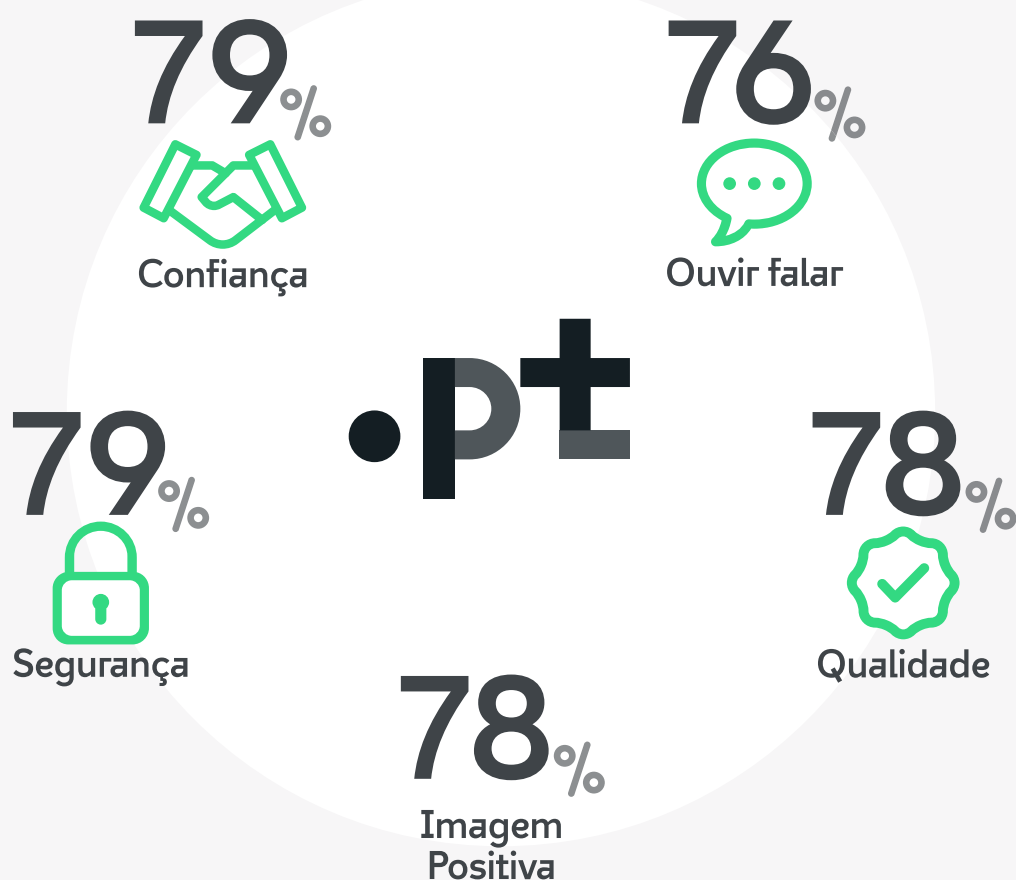 79%
Confiança
76%
Ouvir falar
.pt
79%
Segurança
78%
Qualidade
78%
Imagem
Positiva